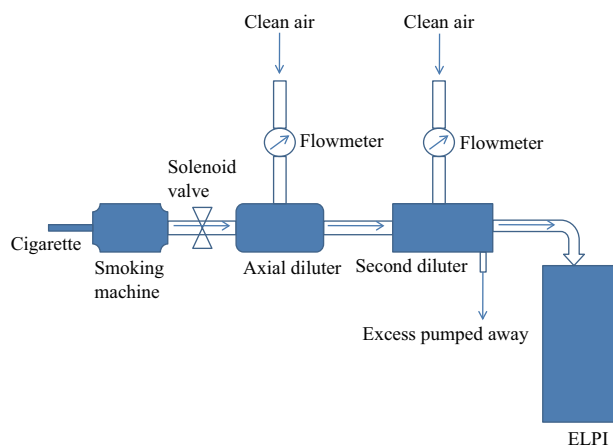 Clean air
Clean air
Flowmeter
Flowmeter
Solenoid
valve
Cigarette
Smoking
machine
Axial diluter
Second diluter
Excess pumped away
ELPI